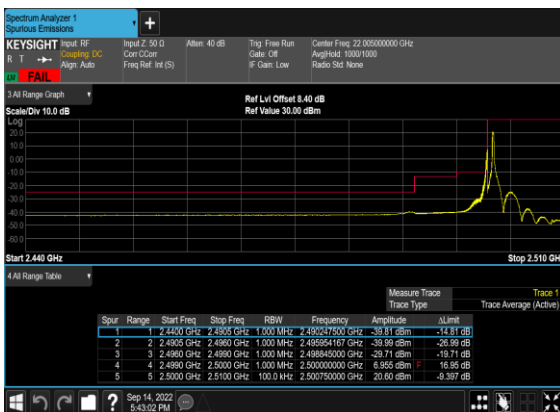 Spectrum Analyzer 1
Spurious Emissions
+
KEYSIGHT Input: RF Input Z: 50 Ω Atten: 40 dB Trig: Free Run Center Freq: 22.005000000 GHz
R T Coupling: DC Corr CCorr Gate: Off Avg|Hold: 1000/1000
Align: Auto Freq Ref: Int (S) IF Gain: Low Radio Std: None
FAIL
3 All Range Graph
Ref Lvl Offset 8.40 dB
Scale/Div 10.0 dB Ref Value 30.00 dBm
Log
20.0
10.0
0.00
-10.0
-20.0
-30.0
-40.0
-50.0
-60.0
Start 2.440 GHz Stop 2.510 GH
4 All Range Table
Measure Trace Trace 1
Trace Type Trace Average (Active)
Spur Range Start Freq Stop Freq RBW Frequency Amplitude ΔLimit
1 1 2.4400 GHz 2.4905 GHz 1.000 MHz 2.490247500 GHz -39.81 dBm -14.81 dB
2 2 2.4905 GHz 2.4960 GHz 1.000 MHz 2.495954167 GHz -39.99 dBm -26.99 dB
3 3 2.4960 GHz 2.4990 GHz 1.000 MHz 2.498845000 GHz -29.71 dBm -19.71 dB
4 4 2.4990 GHz 2.5000 GHz 1.000 MHz 2.500000000 GHz 6.955 dBm F 16.95 dB
5 5 2.5000 GHz 2.5100 GHz 100.0 kHz 2.500750000 GHz 20.60 dBm -9.397 dB
Sep 14, 2022
5:43:02 PM